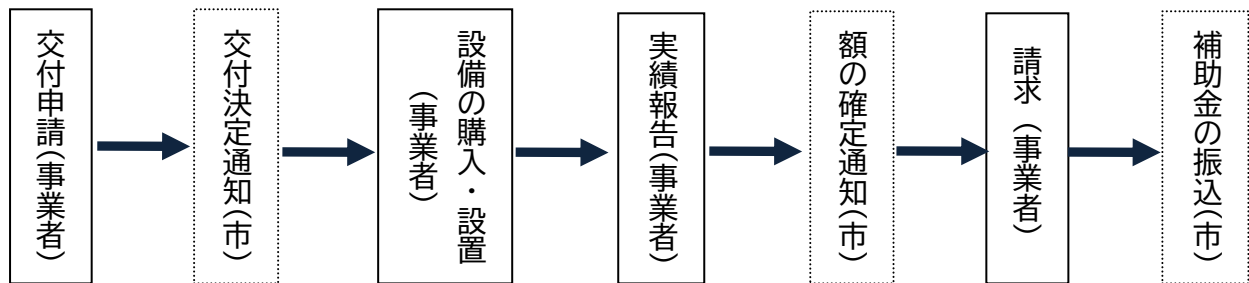 交付申請（事業者）
交付決定通知（市）
設備の購入・設置
（事業者）
実績報告（事業者）
額の確定通知（市）
請求（事業者）
補助金の振込（市）